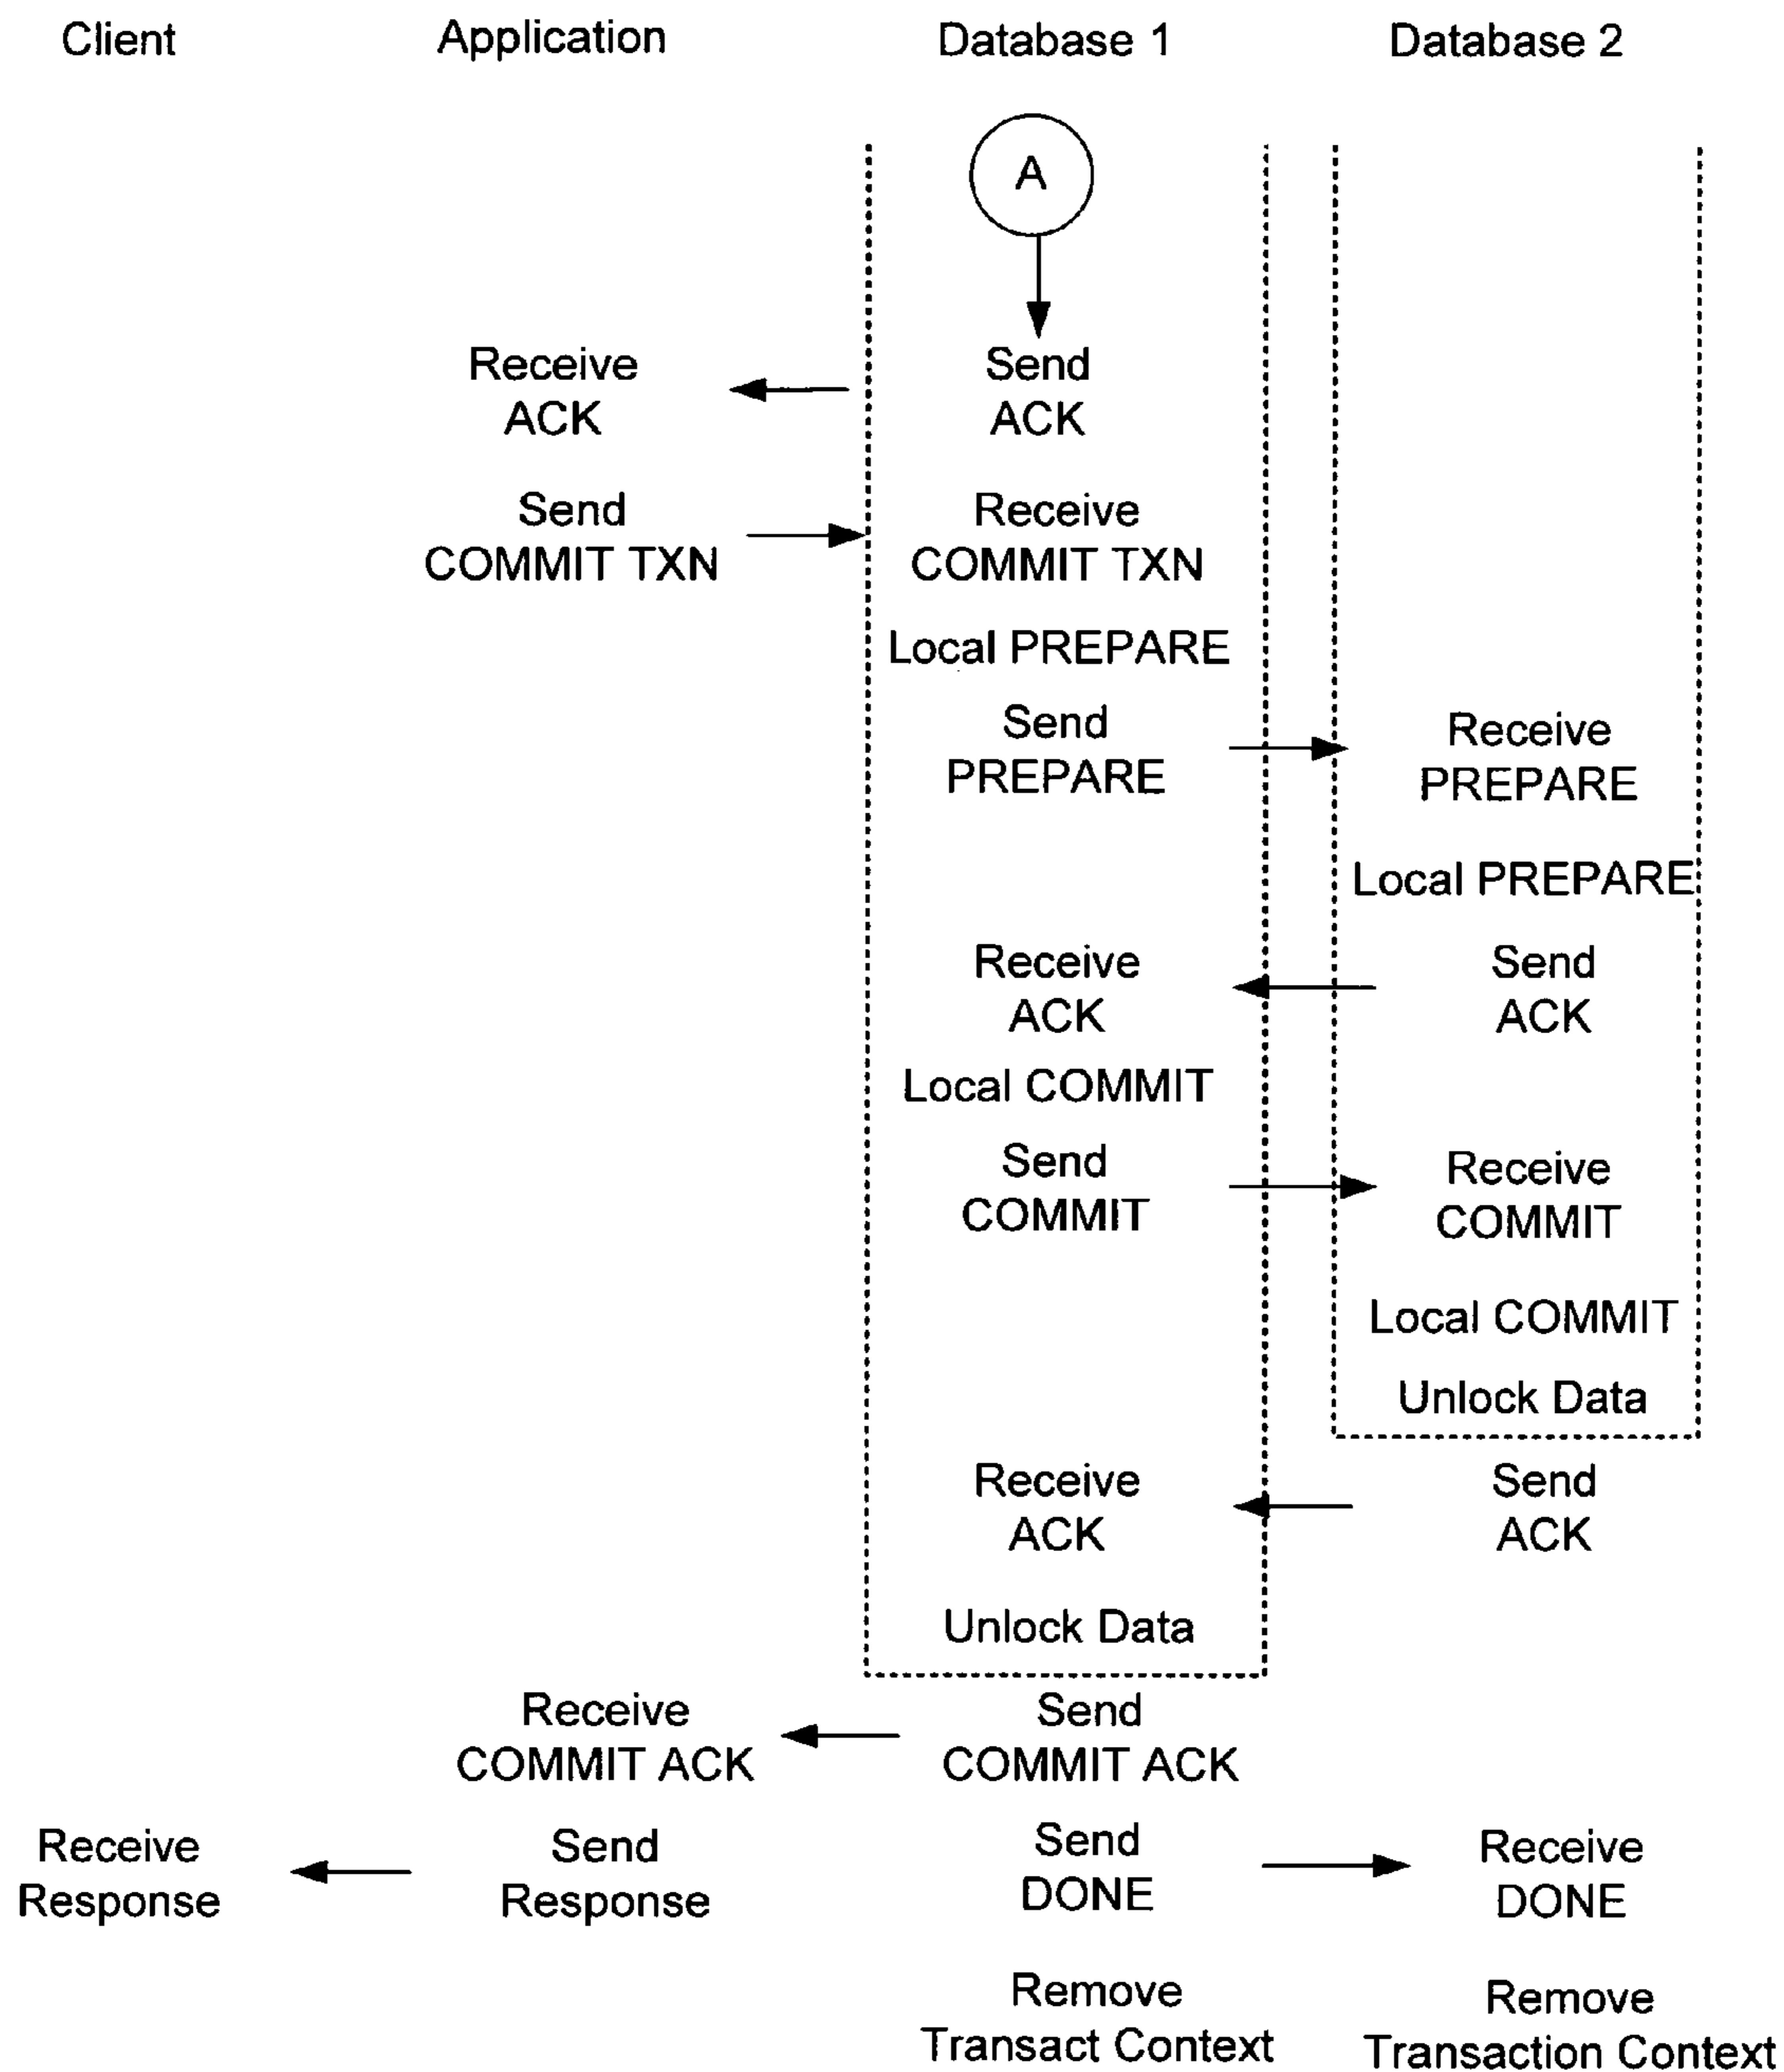 Client
Application
Database 1
Database 2
A
Receive
ACK
Send
ACK
Send
COMMIT TXN
Receive
COMMIT TXN
Local PREPARE
Send
PREPARE
Receive
PREPARE
Local PREPARE
Receive
ACK
Send
ACK
Local COMMIT
Send
COMMIT
Receive
COMMIT
Local COMMIT
Unlock Data
Receive
ACK
Send
ACK
Unlock Data
Receive
COMMIT ACK
Send
COMMIT ACK
Receive
Response
Send
Response
Send
DONE
Receive
DONE
Remove
Transact Context
Remove
Transaction Context